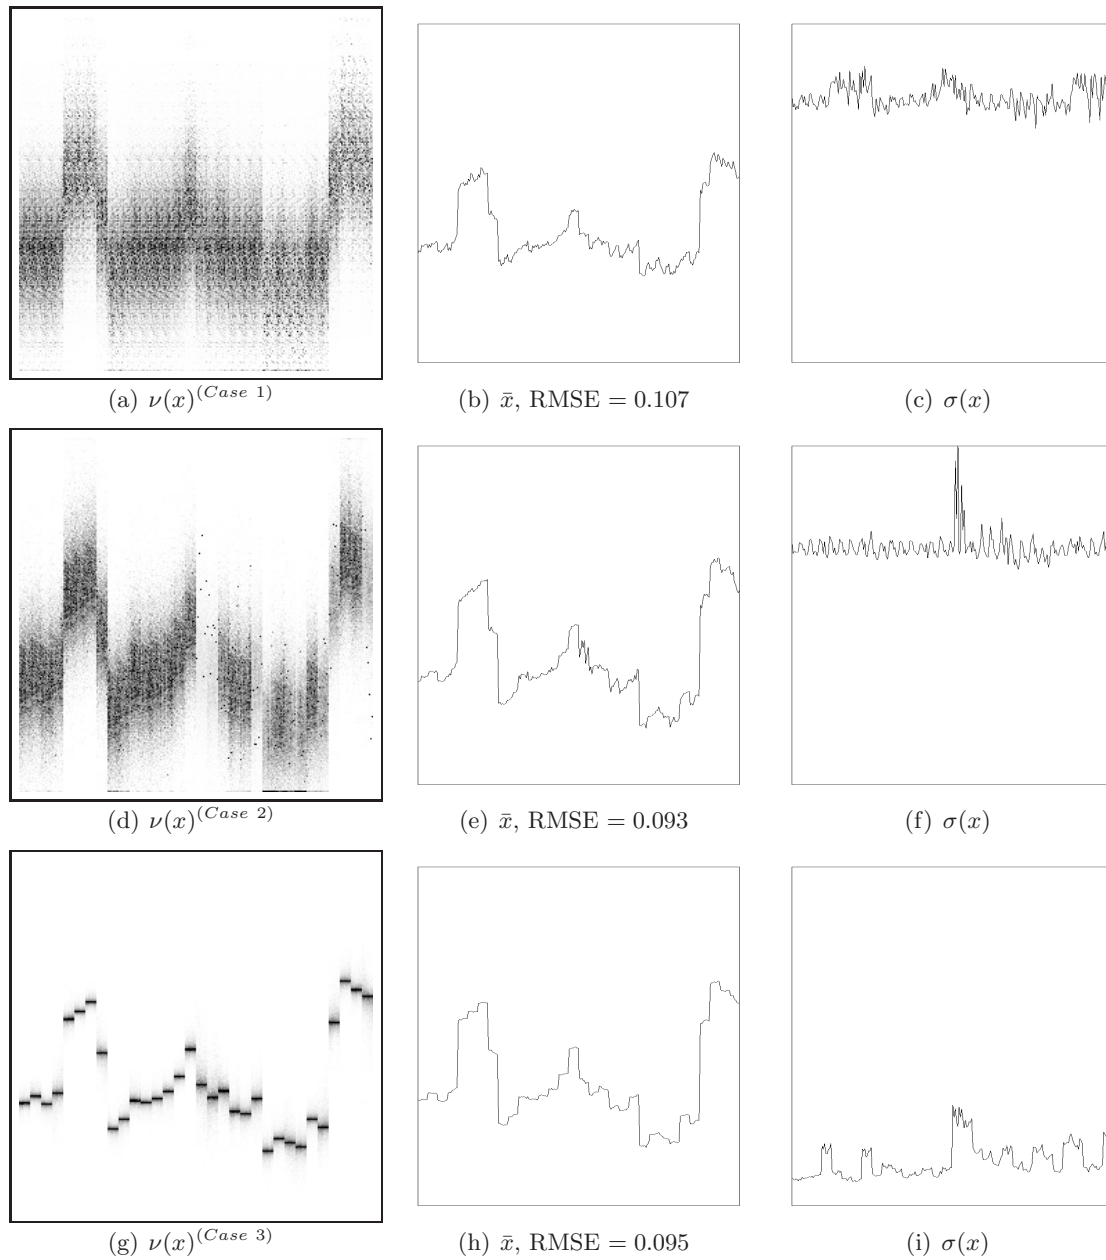 (a) ν(x)^(Case 1)
(b) x̄, RMSE = 0.107
(c) σ(x)
(d) ν(x)^(Case 2)
(e) x̄, RMSE = 0.093
(f) σ(x)
(g) ν(x)^(Case 3)
(h) x̄, RMSE = 0.095
(i) σ(x)